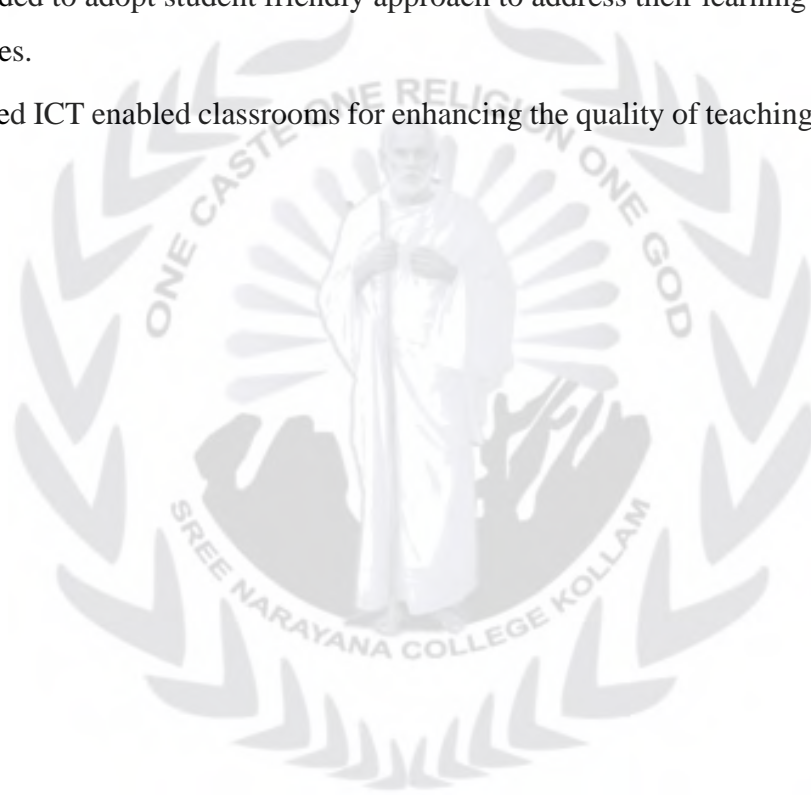 ded to adopt student friendly approach to address their learning
es.
ed ICT enabled classrooms for enhancing the quality of teaching
ONE CASTE ONE RELIGION ONE GOD
SREE NARAYANA COLLEGE KOLLAM